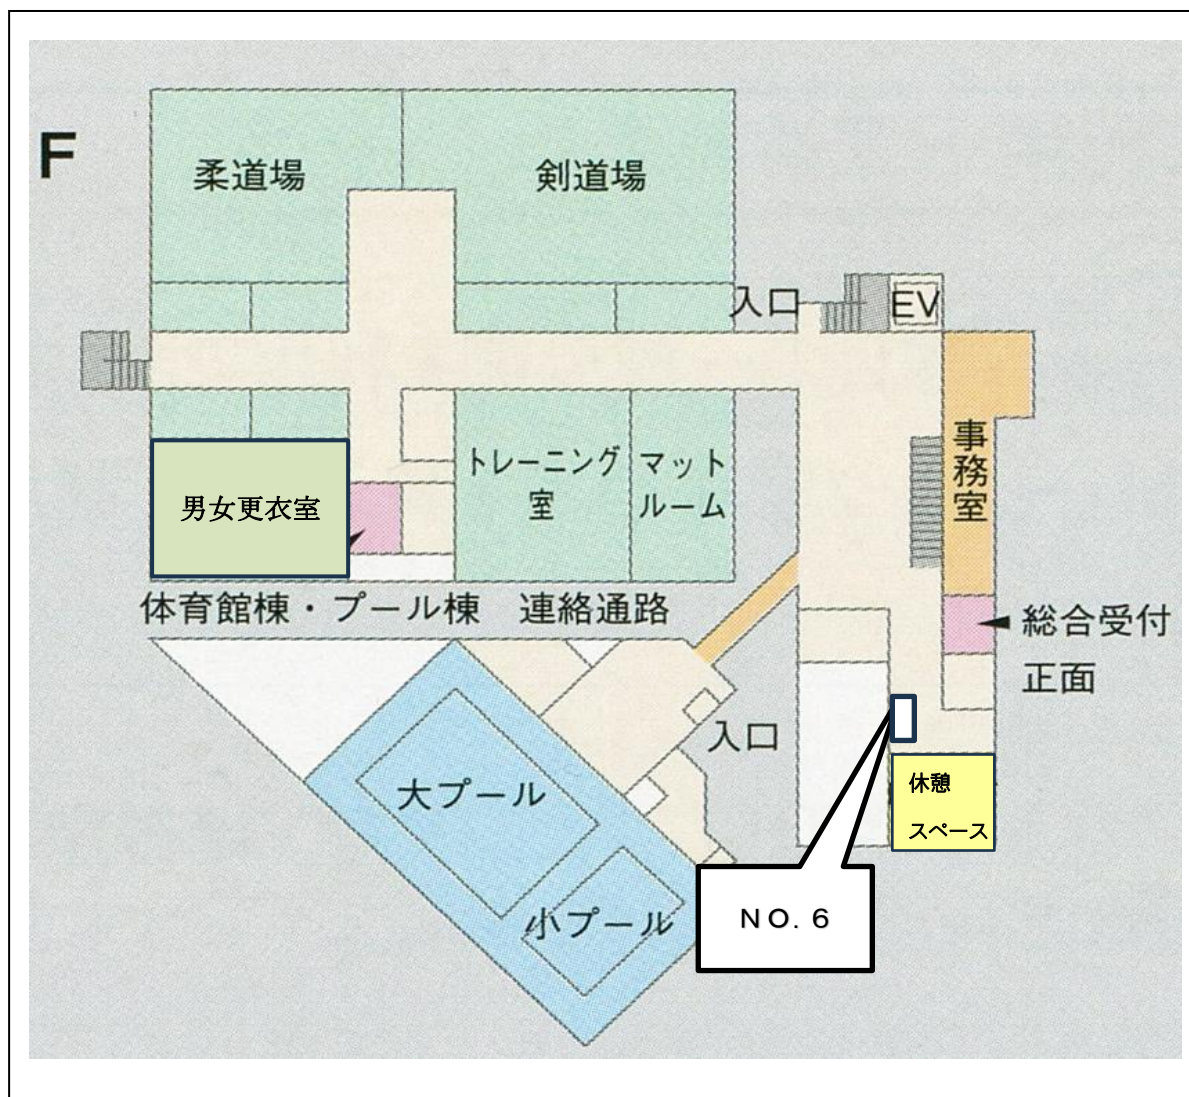 F
柔道場
剣道場
入口
EV
トレーニング
室
マット
ルーム
事務室
男女更衣室
体育館棟・プール棟　連絡通路
総合受付
正面
入口
大プール
休憩
スペース
小プール
ＮＯ．６